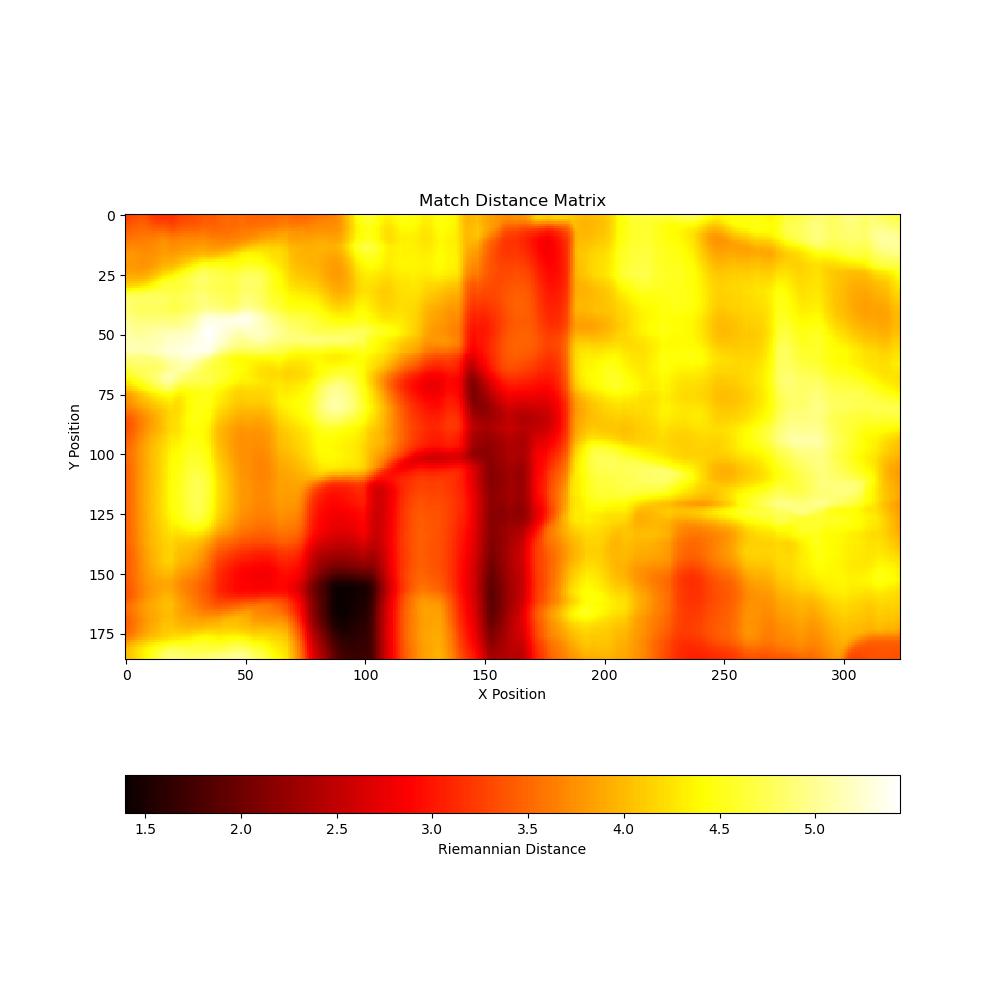 Match Distance Matrix
0
25
50
75
100
125
150
175
Y Position
0 50 100 150 200 250 300
X Position
1.5 2.0 2.5 3.0 3.5 4.0 4.5 5.0
Riemannian Distance